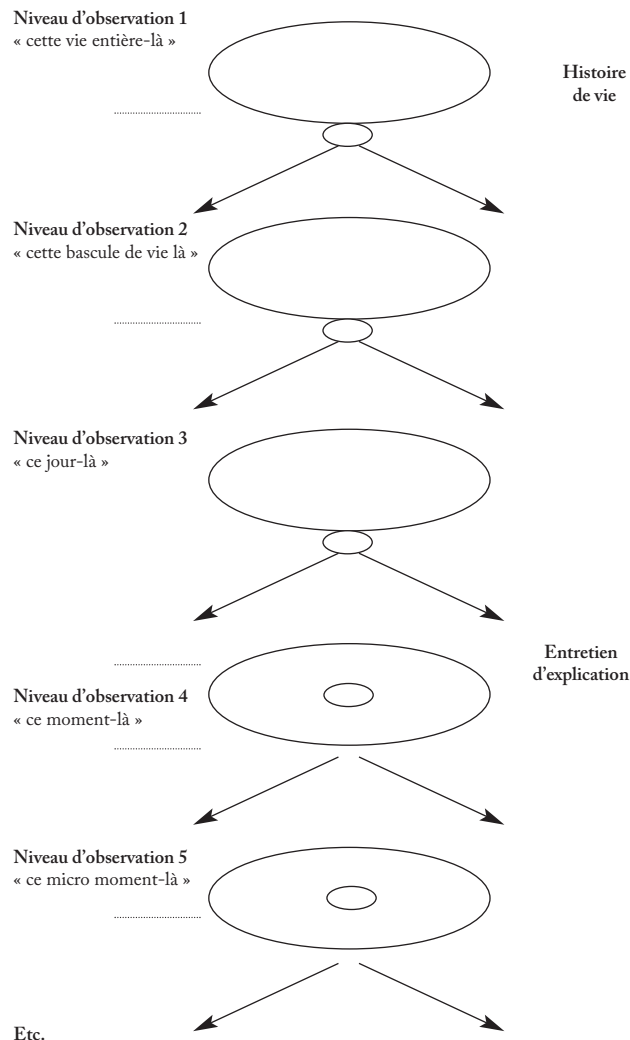 Niveau d'observation 1
« cette vie entière-là »
Histoire
de vie
Niveau d'observation 2
« cette bascule de vie là »
Niveau d'observation 3
« ce jour-là »
Entretien
d'explication
Niveau d'observation 4
« ce moment-là »
Niveau d'observation 5
« ce micro moment-là »
Etc.